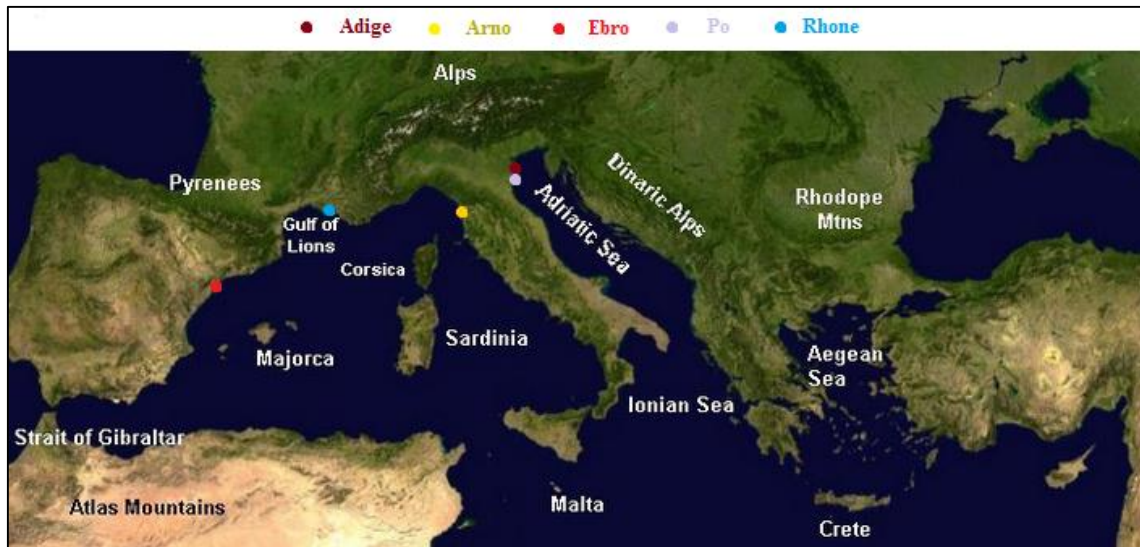 Adige Arno Ebro Po Rhone
Alps
Pyrenees
Dinaric Alps
Adriatic Sea
Rhodope
Mtns
Gulf of
Lions
Corsica
Sardinia
Majorca
Aegean
Sea
Ionian Sea
Strait of Gibraltar
Atlas Mountains
Malta
Crete